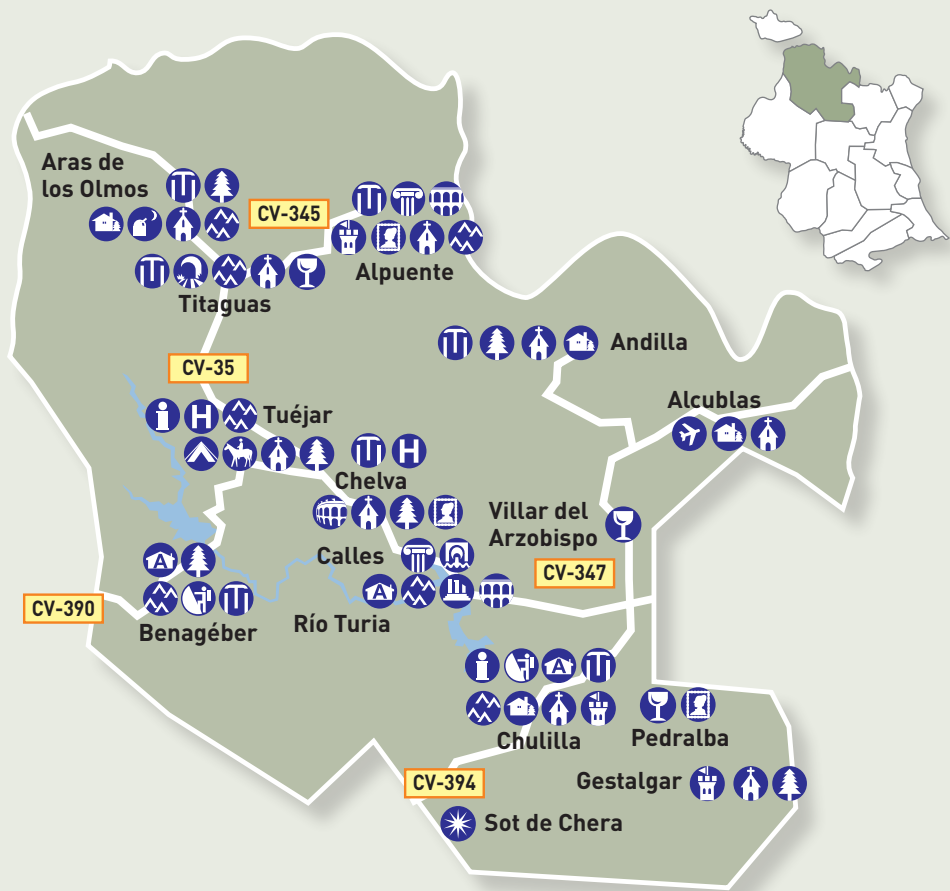 Aras de
los Olmos
CV-345
Alpuente
Titaguas
Andilla
CV-35
Alcublas
i H Tuéjar
H
Chelva
Villar del
Arzobispo
Calles
A
CV-347
A
CV-390
Río Turia
Benagéber
i A
Chulilla
Pedralba
Gestalgar
CV-394
Sot de Chera